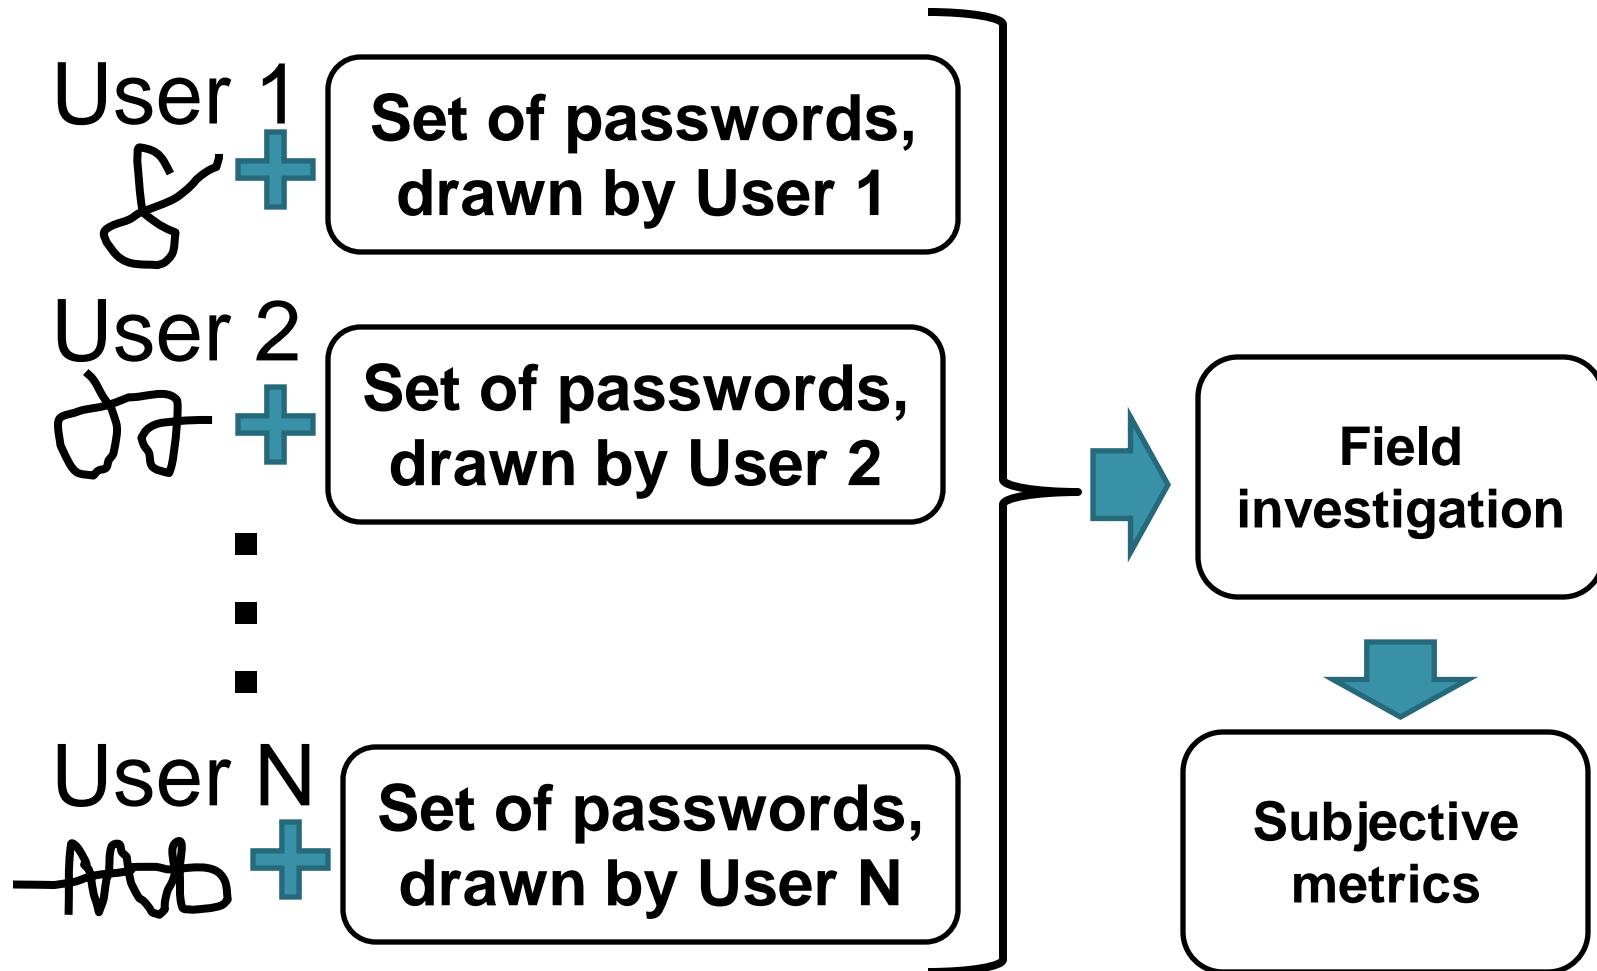 User 1
Set of passwords,
drawn by User 1
User 2
Set of passwords,
drawn by User 2
User N
Set of passwords,
drawn by User N
Field
investigation
Subjective
metrics